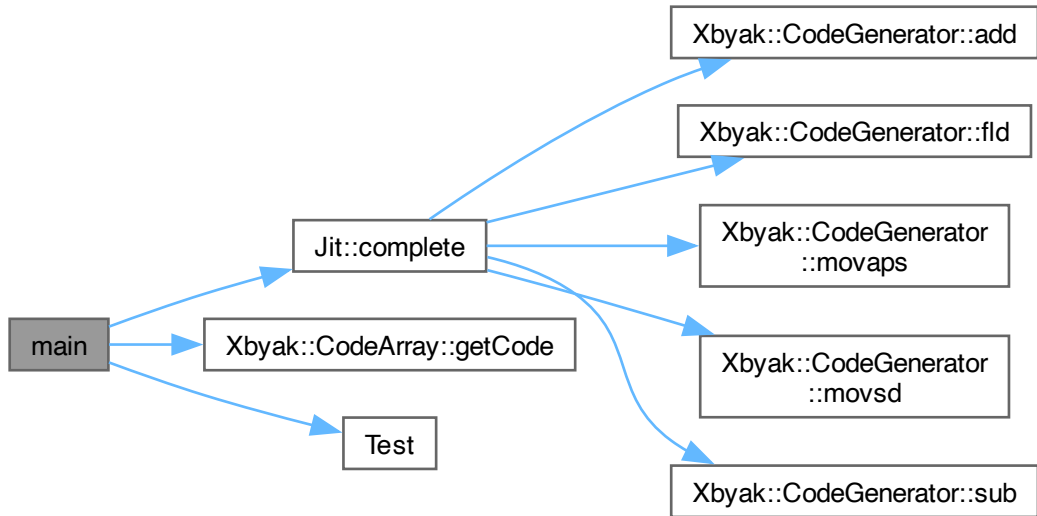 Xbyak::CodeGenerator::add
Xbyak::CodeGenerator::fld
Jit::complete
Xbyak::CodeGenerator
::movaps
main
Xbyak::CodeArray::getCode
Xbyak::CodeGenerator
::movsd
Test
Xbyak::CodeGenerator::sub